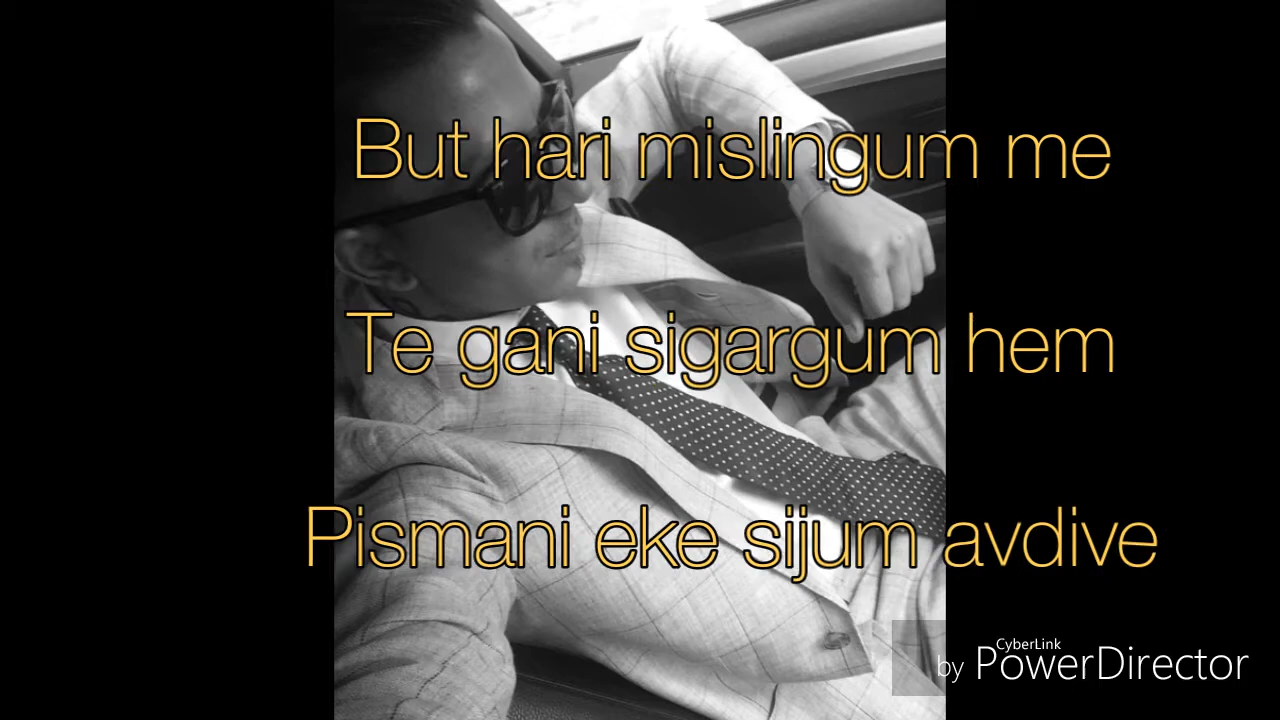 But hari mislingum me
Te gani sigargum hem
Pismani eke sijum avdive
CyberLink
by PowerDirector